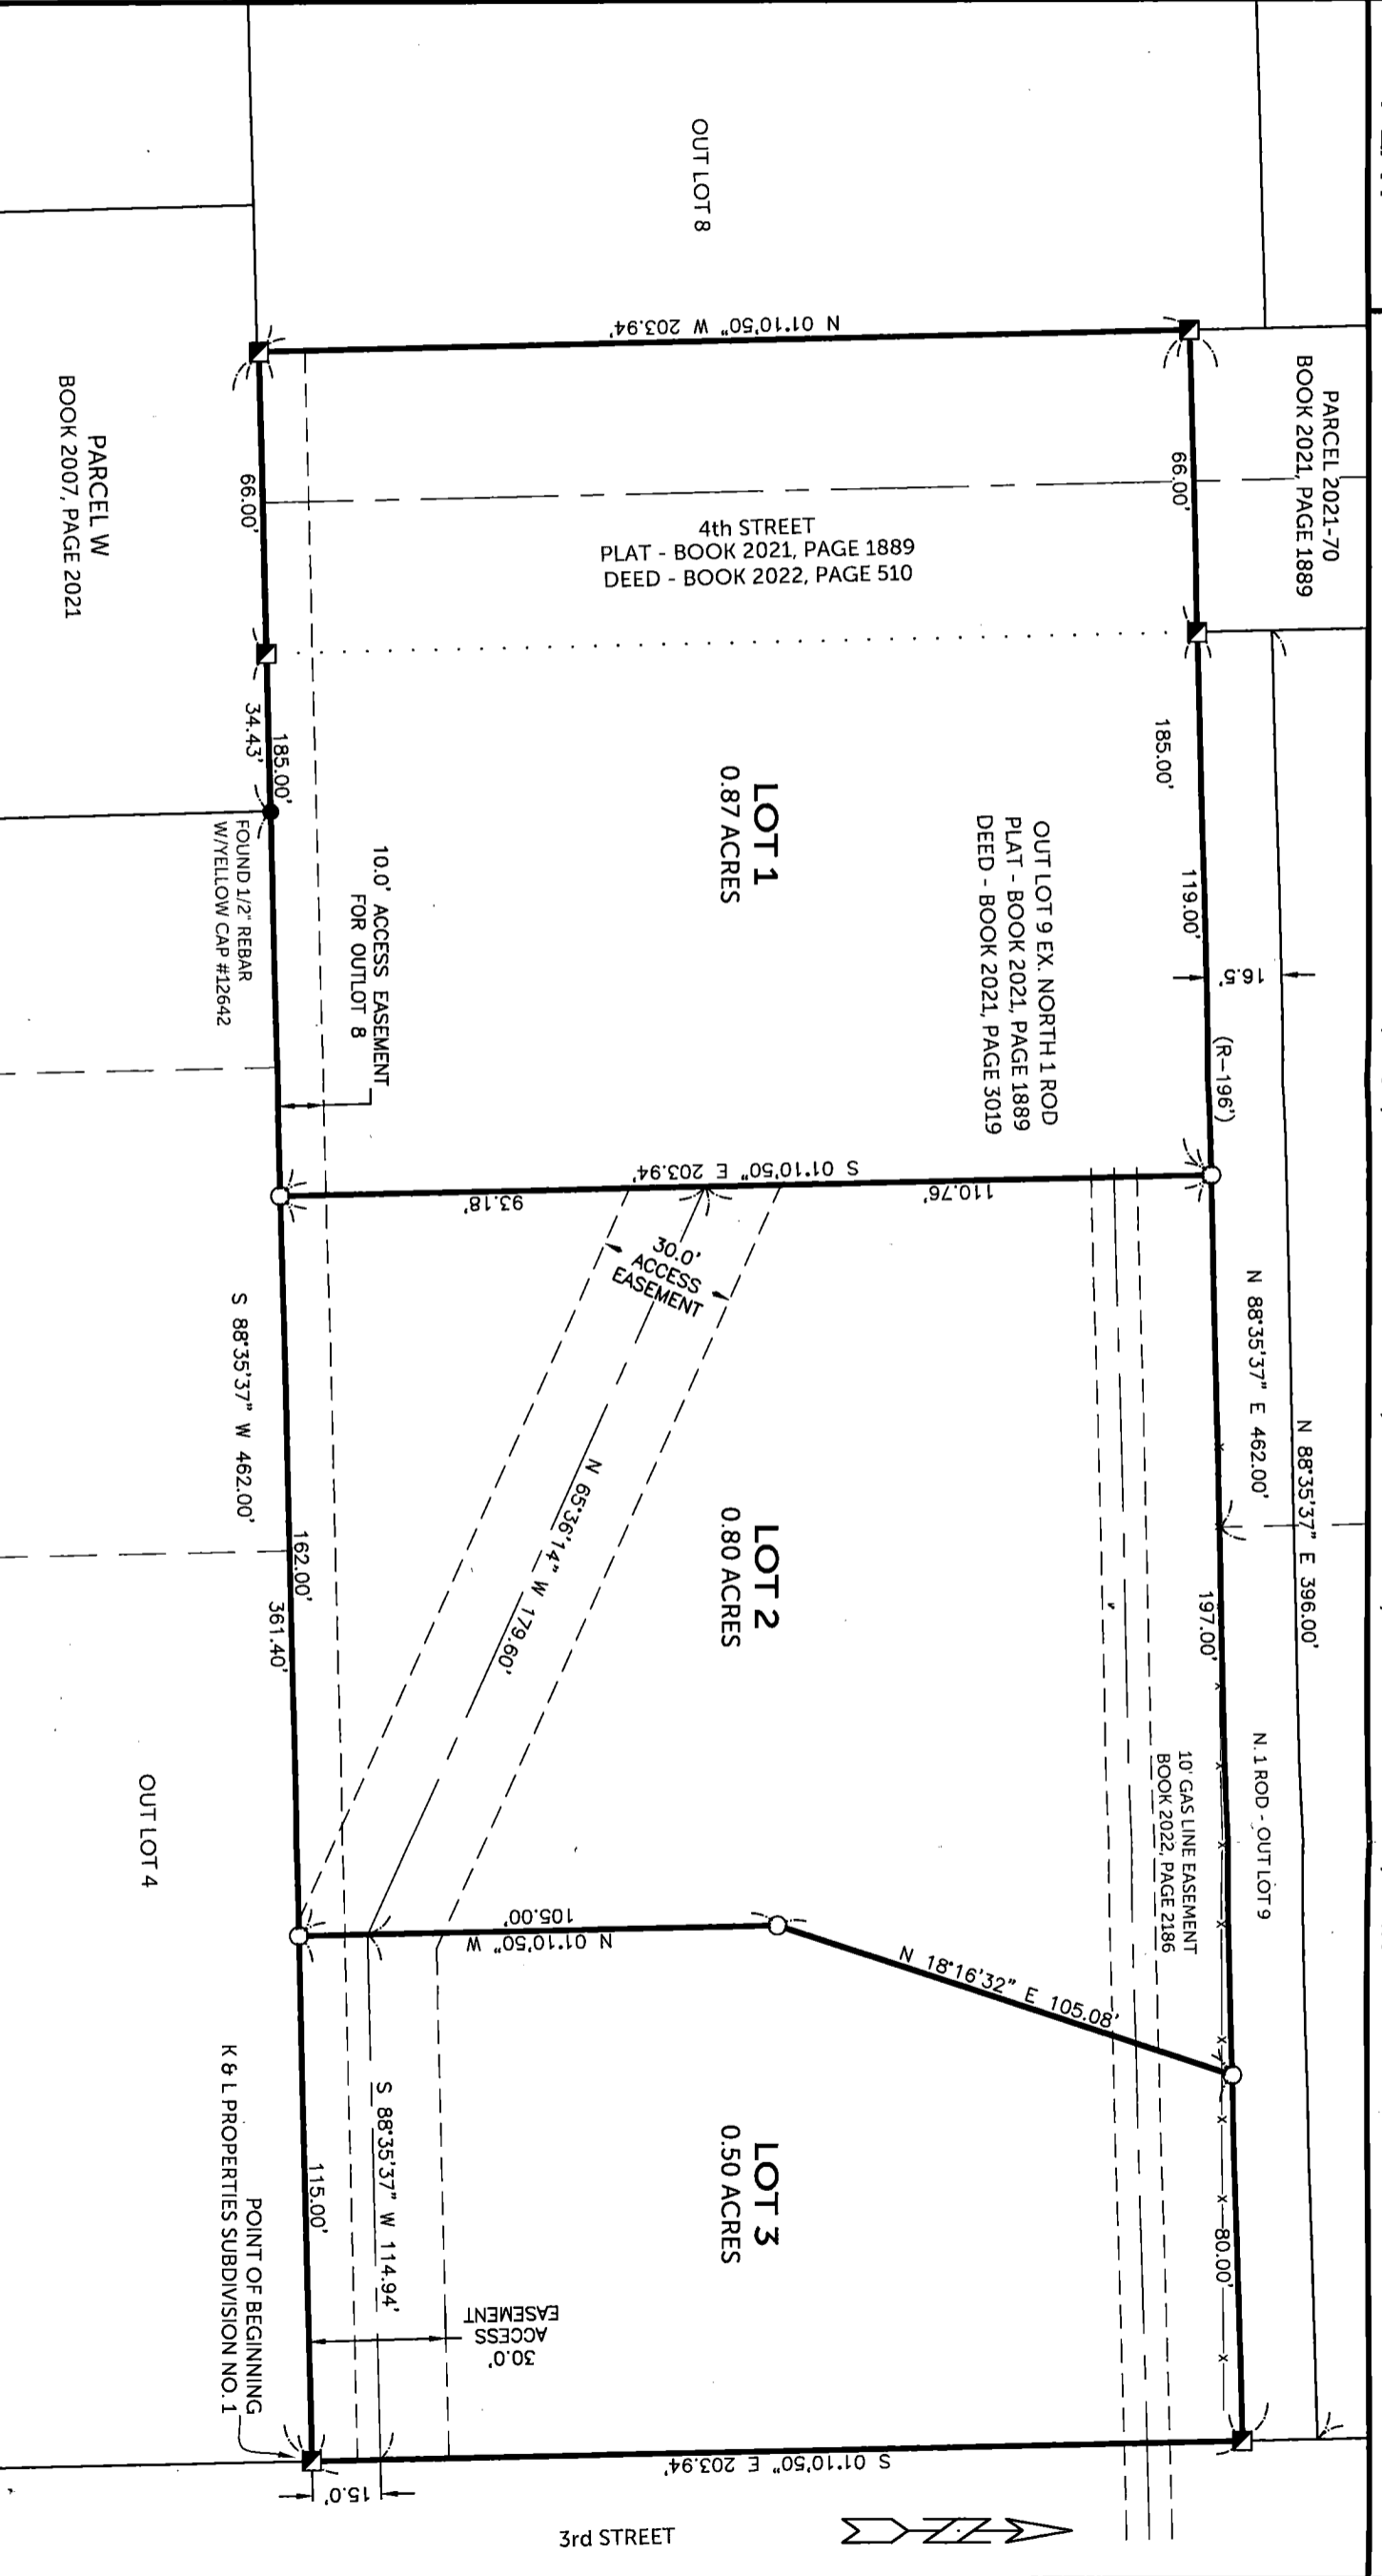 OUT LOT 8
N 01°10'50" W 203.94'
PARCEL 2021-70
BOOK 2021, PAGE 1889
66.00'
66.00'
4th STREET
PLAT - BOOK 2021, PAGE 1889
DEED - BOOK 2022, PAGE 510
PARCEL W
BOOK 2007, PAGE 2021
34.43'
185.00'
185.00'
119.00'
16.5'
(R-196')
LOT 1
0.87 ACRES
OUT LOT 9 EX. NORTH 1 ROD
PLAT - BOOK 2021, PAGE 1889
DEED - BOOK 2021, PAGE 3019
10.0' ACCESS EASEMENT
FOR OUTLOT 8
FOUND 1/2" REBAR
W/YELLOW CAP #12642
S 01°10'50" E 203.94'
93.18'
110.76'
30.0'
ACCESS
EASEMENT
N 88°35'37" E 462.00'
N 88°35'37" E 396.00'
S 88°35'37" W 462.00'
N 65°36'14" W 179.60'
LOT 2
0.80 ACRES
162.00'
361.40'
197.00'
N. 1 ROD - OUT LOT 9
10' GAS LINE EASEMENT
BOOK 2022, PAGE 2186
OUT LOT 4
105.00'
N 01°10'50" W
N 18°16'32" E 105.08'
LOT 3
0.50 ACRES
S 88°35'37" W 114.94'
115.00'
80.00'
30.0'
ACCESS
EASEMENT
POINT OF BEGINNING
K & L PROPERTIES SUBDIVISION NO. 1
S 01°10'50" E 203.94'
15.0'
3rd STREET
N